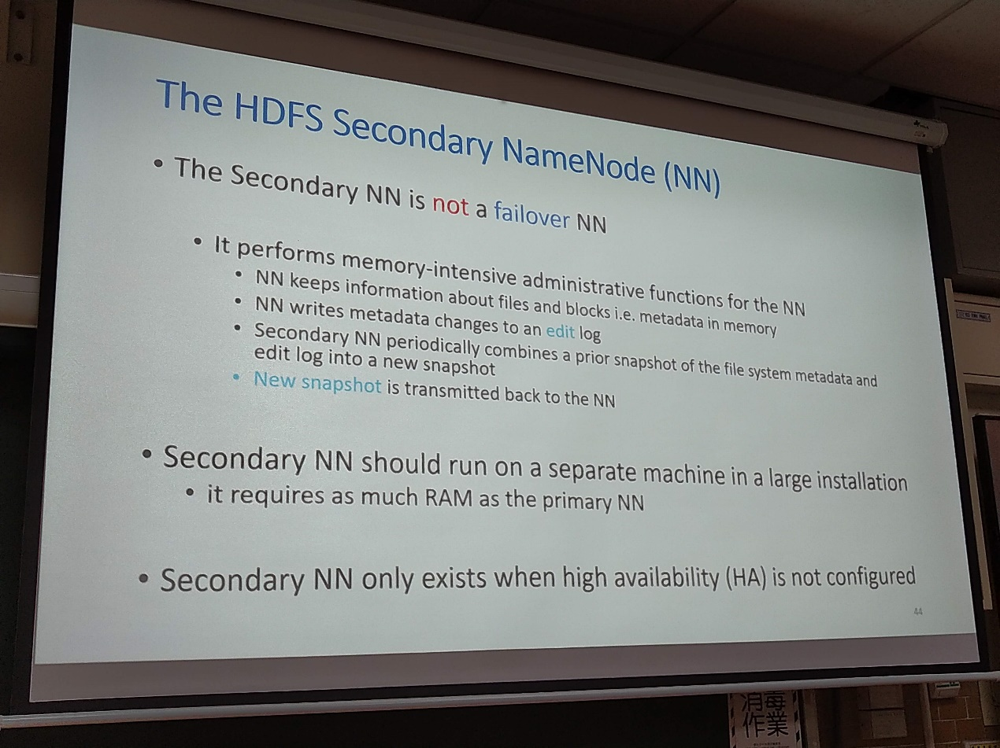 The HDFS Secondary NameNode (NN)
• The Secondary NN is not a failover NN
• It performs memory-intensive administrative functions for the NN
• NN keeps information about files and blocks i.e. metadata in memory
• NN writes metadata changes to an edit log
• Secondary NN periodically combines a prior snapshot of the file system metadata and
edit log into a new snapshot
• New snapshot is transmitted back to the NN
• Secondary NN should run on a separate machine in a large installation
• it requires as much RAM as the primary NN
• Secondary NN only exists when high availability (HA) is not configured
44
消毒
作業